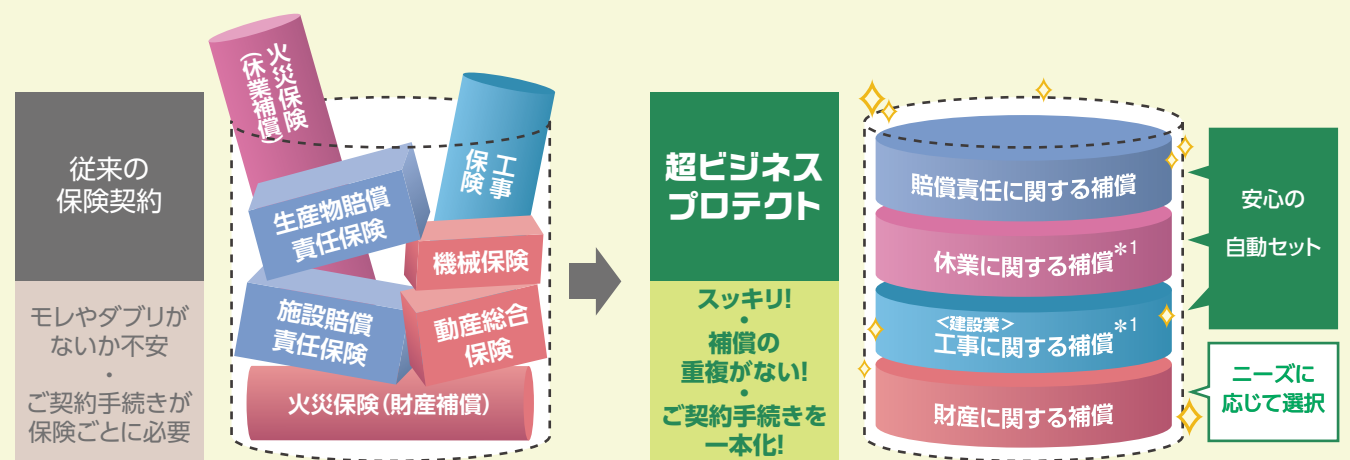 従来の
保険契約
モレやダブリが
ないか不安
・
ご契約手続きが
保険ごとに必要
火災保険
(休業補償)
工事
保険
生産物賠償
責任保険
機械保険
施設賠償
責任保険
動産総合
保険
火災保険(財産補償)
超ビジネス
プロテクト
スッキリ!
・
補償の
重複がない!
・
ご契約手続きを
一本化!
賠償責任に関する補償
休業に関する補償＊1
＜建設業＞
工事に関する補償＊1
財産に関する補償
安心の
自動セット
ニーズに
応じて選択